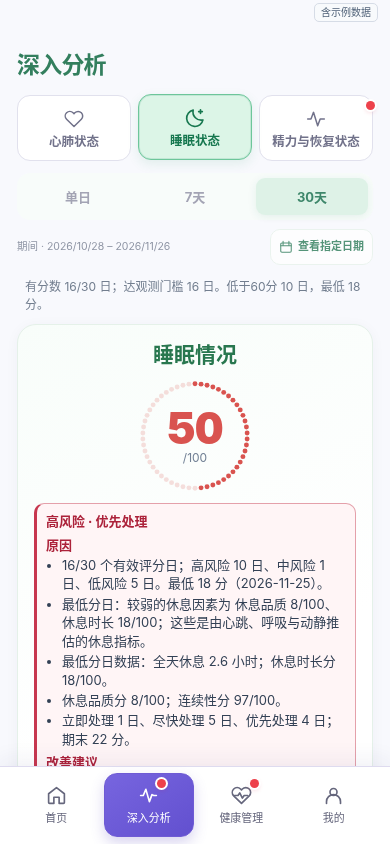 含示例数据
深入分析
心肺状态
睡眠状态
精力与恢复状态
单日
7天
30天
期间 · 2026/10/28 – 2026/11/26
查看指定日期
有分数 16/30 日；达观测门槛 16 日。低于60分 10 日，最低 18
分。
睡眠情况
50
/100
高风险 · 优先处理
原因
• 16/30 个有效评分日；高风险 10 日、中风险 1
日、低风险 5 日。最低 18 分（2026-11-25）。
• 最低分日：较弱的休息因素为 休息品质 8/100、
休息时长 18/100；这些是由心跳、呼吸与动静推
估的休息指标。
• 最低分日数据：全天休息 2.6 小时；休息时长分
18/100。
• 休息品质分 8/100；连续性分 97/100。
• 立即处理 1 日、尽快处理 5 日、优先处理 4 日；
期末 22 分。
改善建议
首页
深入分析
健康管理
我的